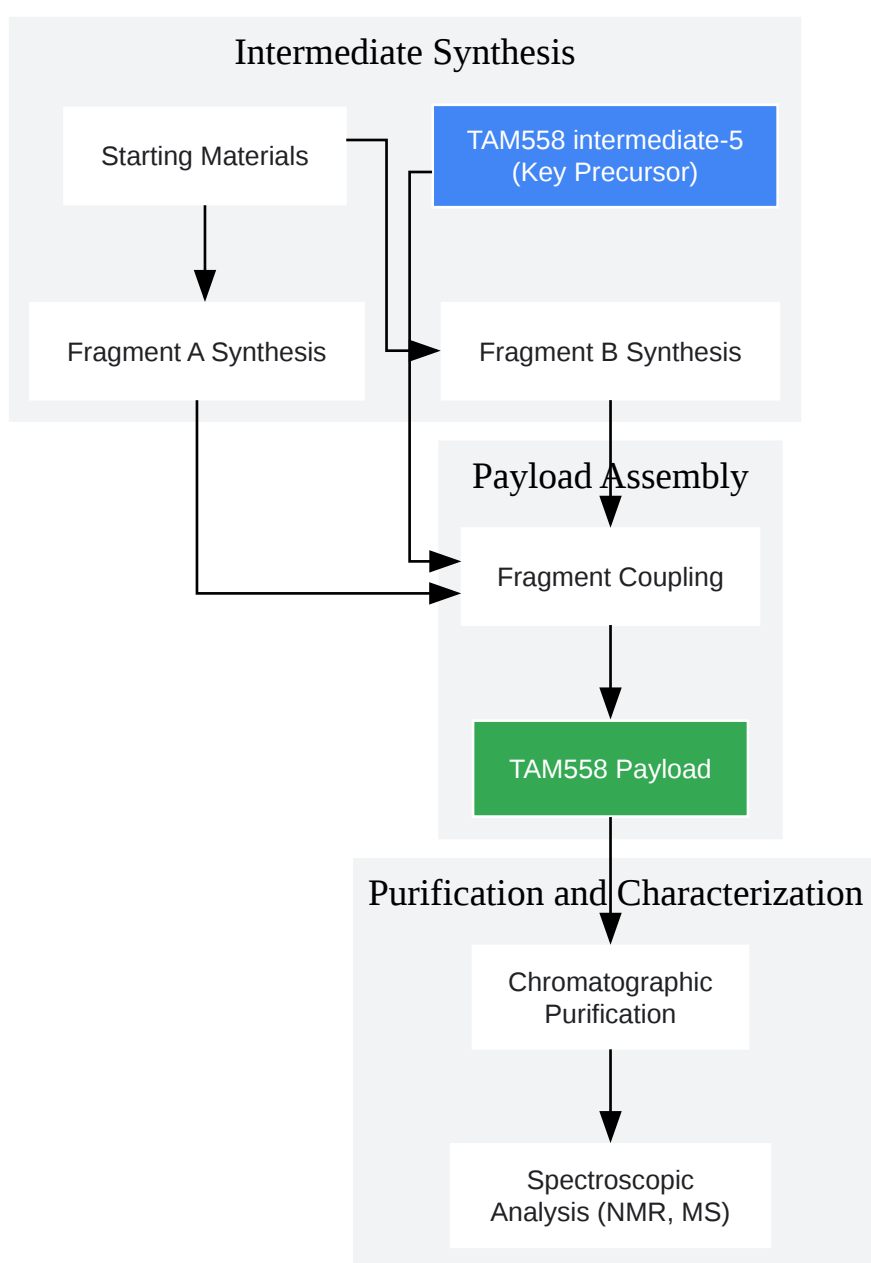 Intermediate Synthesis
Starting Materials
TAM558 intermediate-5
(Key Precursor)
Fragment A Synthesis
Fragment B Synthesis
Payload Assembly
Fragment Coupling
TAM558 Payload
Purification and Characterization
Chromatographic
Purification
Spectroscopic
Analysis (NMR, MS)